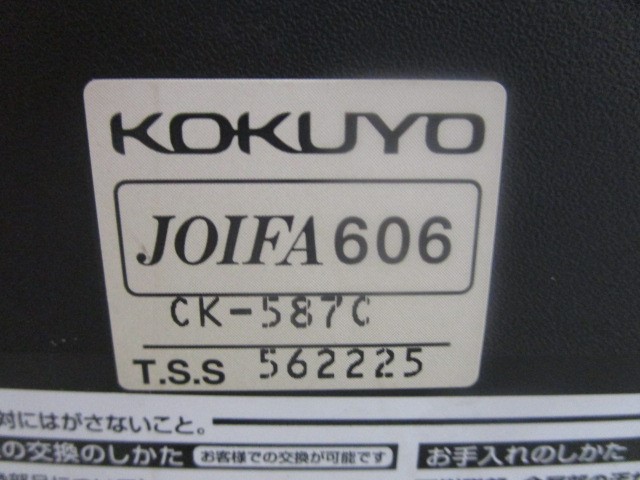 KOKUYO
JOIFA 606
CK-587C
T.S.S 562225
対にはがさないこと。
の交換のしかた お客様での交換が可能です お手入れのしかた